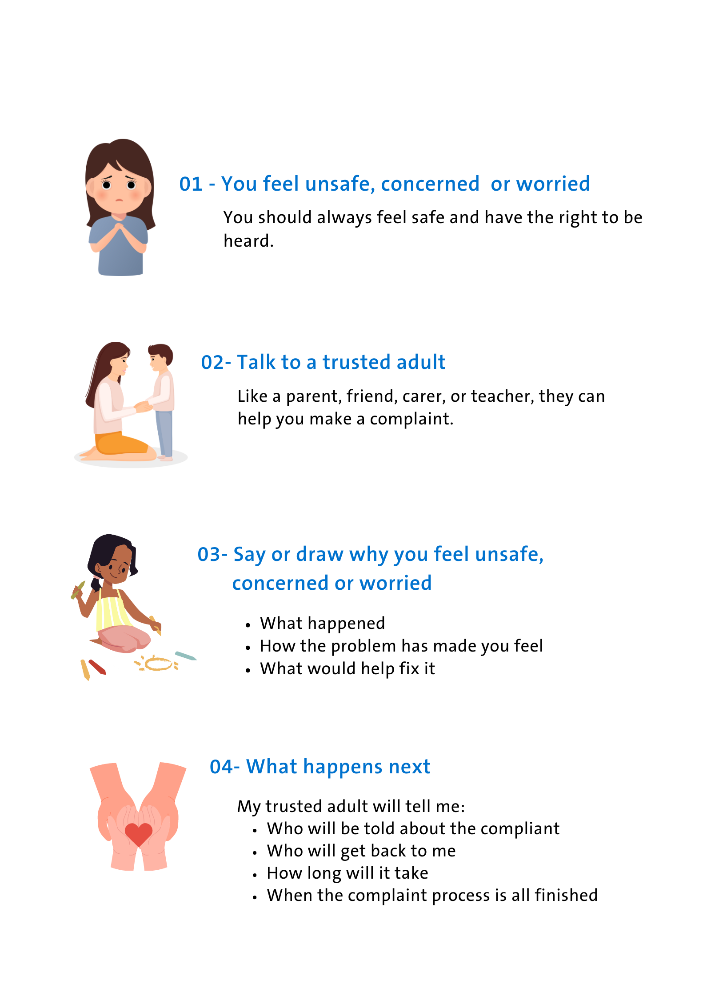 01 - You feel unsafe, concerned  or worried
You should always feel safe and have the right to be
heard.
02- Talk to a trusted adult
Like a parent, friend, carer, or teacher, they can
help you make a complaint.
03- Say or draw why you feel unsafe,
concerned or worried
• What happened
• How the problem has made you feel
• What would help fix it
04- What happens next
My trusted adult will tell me:
• Who will be told about the compliant
• Who will get back to me
• How long will it take
• When the complaint process is all finished